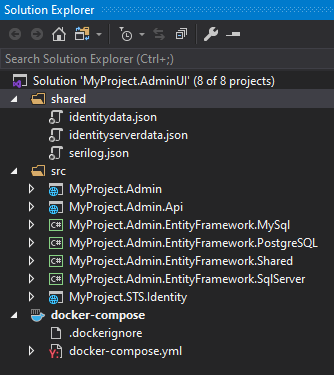 Solution Explorer
Search Solution Explorer (Ctrl+;)
Solution 'MyProject.AdminUI' (8 of 8 projects)
shared
identitydata.json
identityserverdata.json
serilog.json
src
MyProject.Admin
MyProject.Admin.Api
C# MyProject.Admin.EntityFramework.MySql
C# MyProject.Admin.EntityFramework.PostgreSQL
C# MyProject.Admin.EntityFramework.Shared
C# MyProject.Admin.EntityFramework.SqlServer
MyProject.STS.Identity
docker-compose
.dockerignore
docker-compose.yml